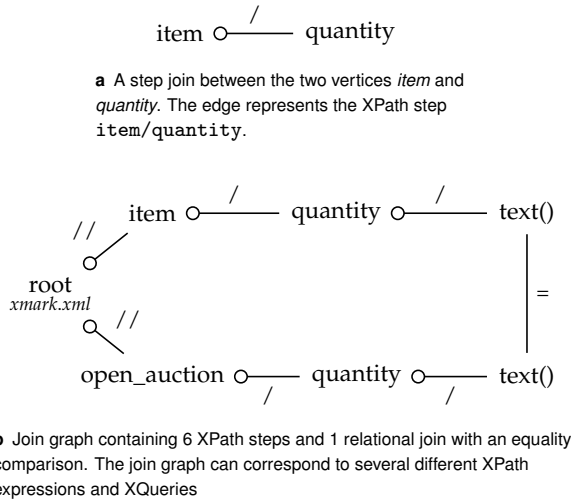 /
item quantity
a A step join between the two vertices item and
quantity. The edge represents the XPath step
item/quantity.
/ /
item quantity text()
//
root
xmark.xml
=
//
open_auction quantity text()
/ /
b Join graph containing 6 XPath steps and 1 relational join with an equality
comparison. The join graph can correspond to several different XPath
expressions and XQueries